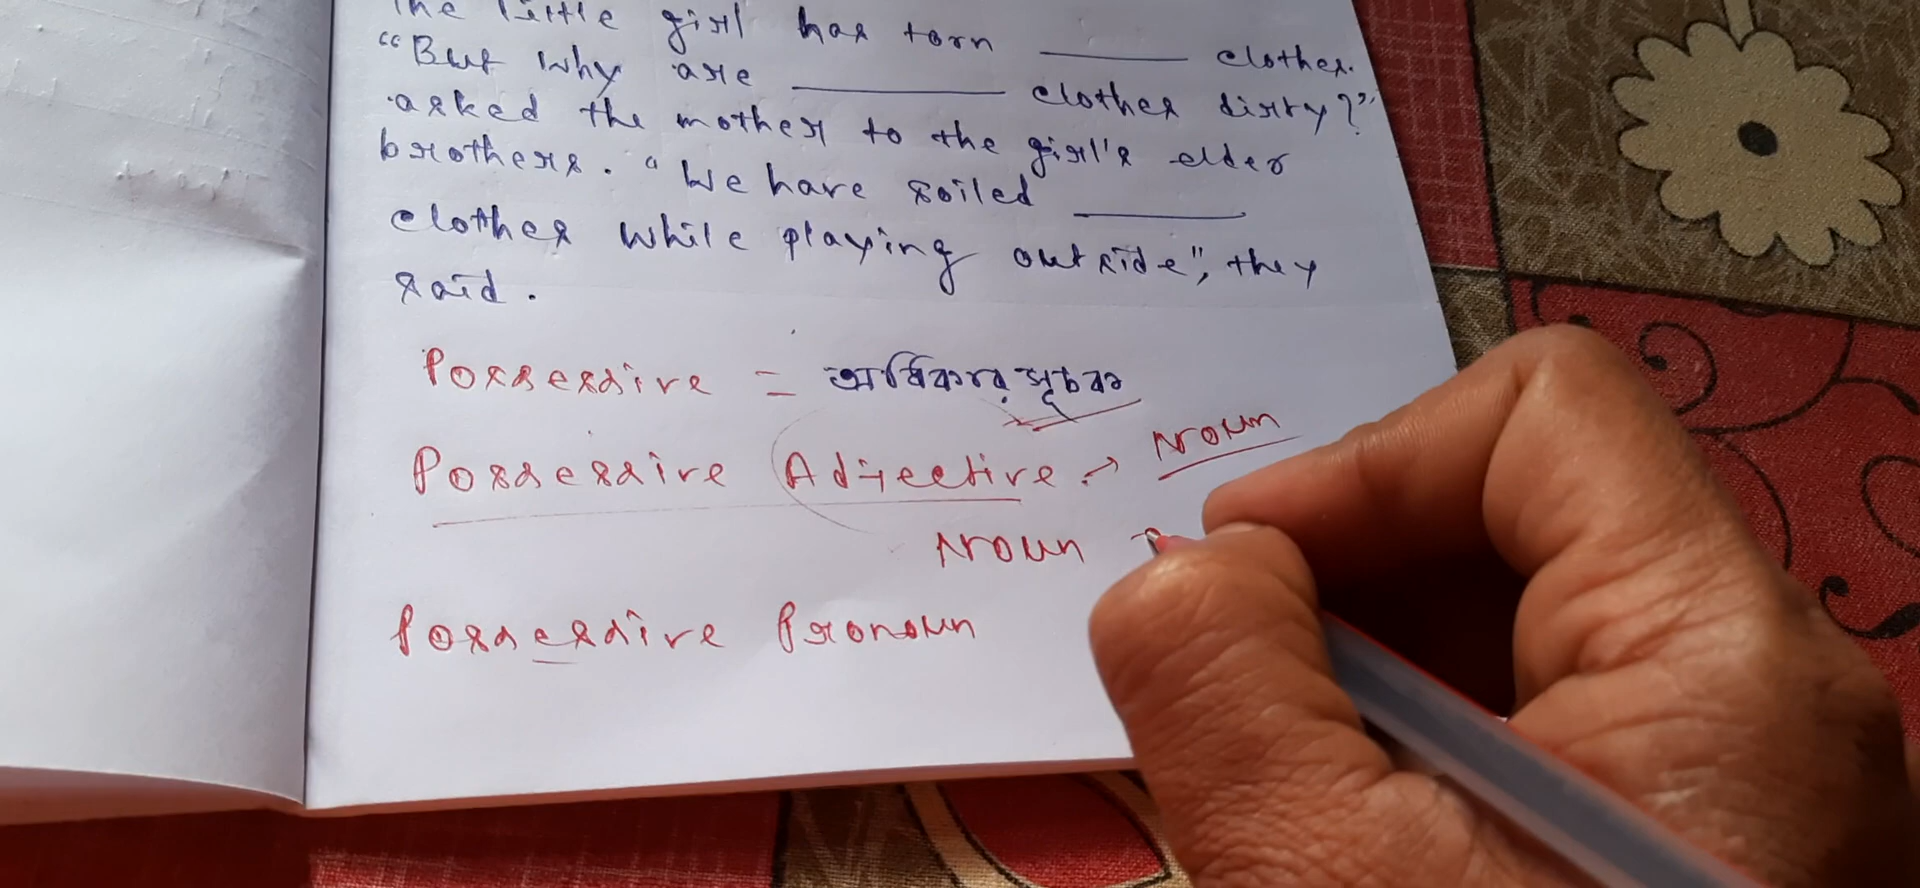 The little girl has torn ______ clothes.
"But why are ______ clothes dirty?"
asked the mother to the girl's elder
brothers. "We have soiled ______
clothes while playing outside", they
said.
Possessive = অধিকার সূচক
Possessive Adjective → Noun
Noun
Possessive Pronoun